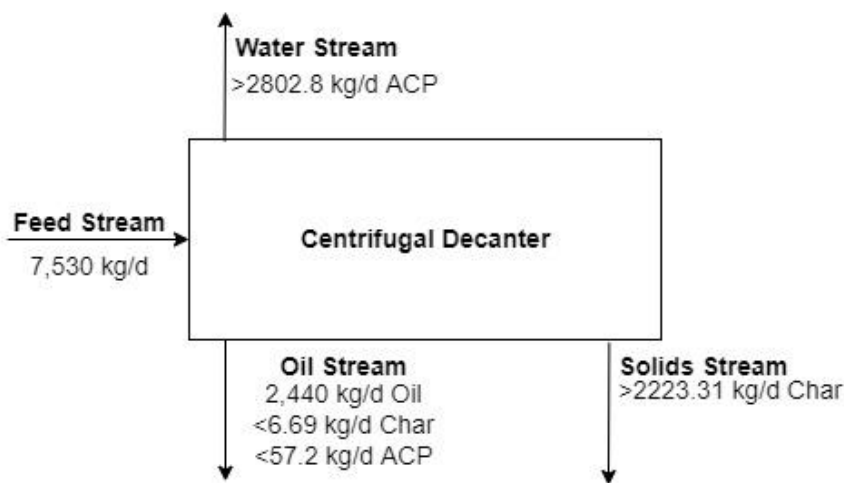 Water Stream
>2802.8 kg/d ACP
Feed Stream
7,530 kg/d
Centrifugal Decanter
Oil Stream
2,440 kg/d Oil
<6.69 kg/d Char
<57.2 kg/d ACP
Solids Stream
>2223.31 kg/d Char